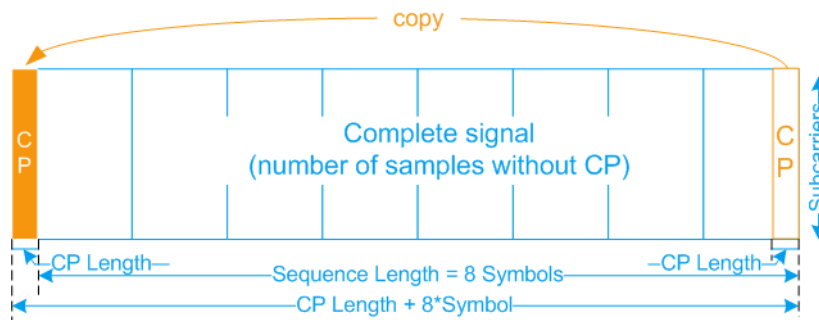 copy
C
P
Complete signal
(number of samples without CP)
C
P
Subcarriers
CP Length
CP Length
Sequence Length = 8 Symbols
CP Length + 8*Symbol